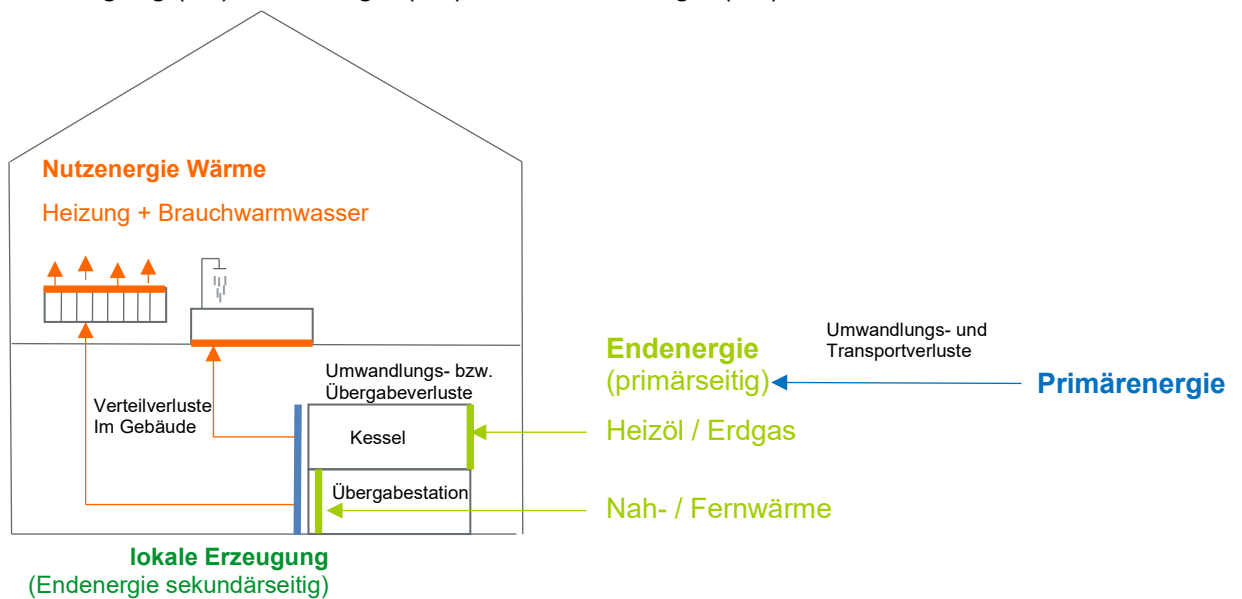 Nutzenergie Wärme
Heizung + Brauchwarmwasser
Umwandlungs- und
Transportverluste
Endenergie
(primärseitig)
Primärenergie
Umwandlungs- bzw.
Übergabeverluste
Verteilverluste
Im Gebäude
Kessel
Heizöl / Erdgas
Übergabestation
Nah- / Fernwärme
lokale Erzeugung
(Endenergie sekundärseitig)